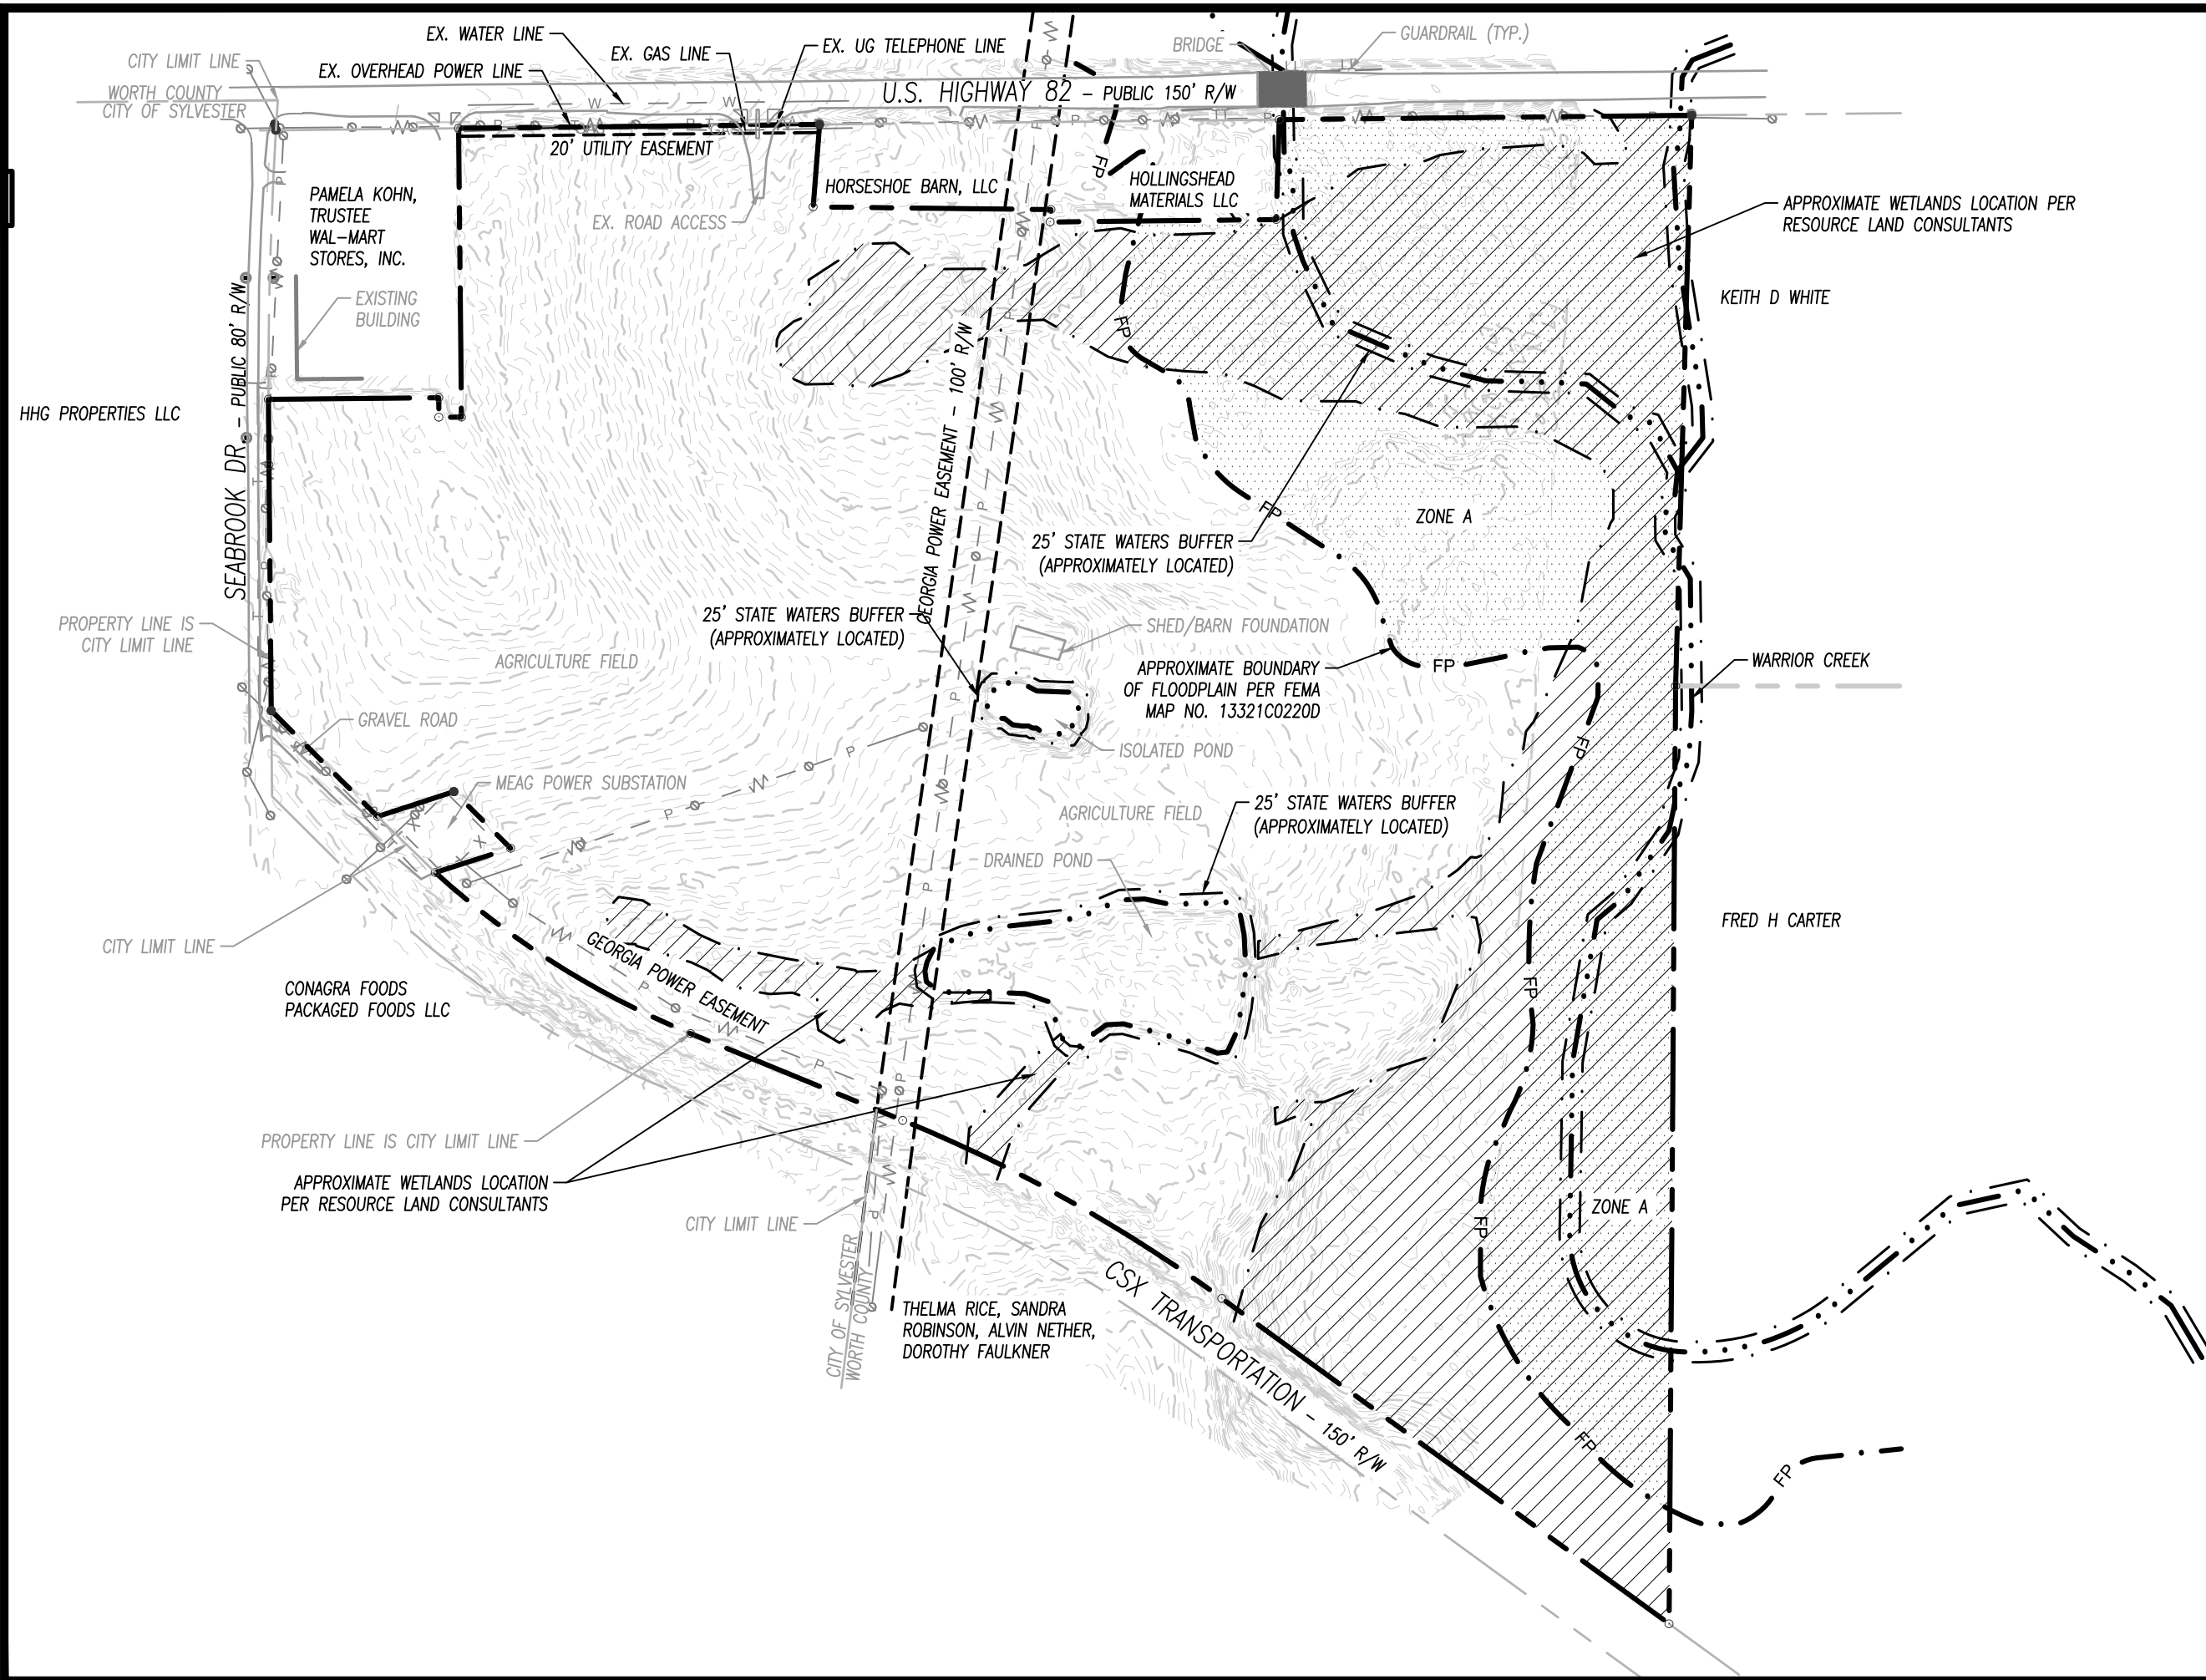 EX. WATER LINE
EX. GAS LINE
EX. UG TELEPHONE LINE
BRIDGE
GUARDRAIL (TYP.)
CITY LIMIT LINE
EX. OVERHEAD POWER LINE
WORTH COUNTY
CITY OF SYLVESTER
U.S. HIGHWAY 82 - PUBLIC 150' R/W
20' UTILITY EASEMENT
PAMELA KOHN,
TRUSTEE
WAL-MART
STORES, INC.
HORSESHOE BARN, LLC
HOLLINGSHEAD
MATERIALS LLC
FP
EX. ROAD ACCESS
APPROXIMATE WETLANDS LOCATION PER
RESOURCE LAND CONSULTANTS
EXISTING
BUILDING
KEITH D WHITE
FP
HHG PROPERTIES LLC
SEABROOK DR. - PUBLIC 80' R/W
GEORGIA POWER EASEMENT - 100' R/W
ZONE A
FP
25' STATE WATERS BUFFER
(APPROXIMATELY LOCATED)
25' STATE WATERS BUFFER
(APPROXIMATELY LOCATED)
SHED/BARN FOUNDATION
PROPERTY LINE IS
CITY LIMIT LINE
AGRICULTURE FIELD
APPROXIMATE BOUNDARY
OF FLOODPLAIN PER FEMA
MAP NO. 13321C0220D
FP
WARRIOR CREEK
GRAVEL ROAD
ISOLATED POND
FP
MEAG POWER SUBSTATION
AGRICULTURE FIELD
25' STATE WATERS BUFFER
(APPROXIMATELY LOCATED)
DRAINED POND
FRED H CARTER
CITY LIMIT LINE
GEORGIA POWER EASEMENT
CONAGRA FOODS
PACKAGED FOODS LLC
FP
PROPERTY LINE IS CITY LIMIT LINE
APPROXIMATE WETLANDS LOCATION
PER RESOURCE LAND CONSULTANTS
CITY LIMIT LINE
ZONE A
FP
CITY OF SYLVESTER
WORTH COUNTY
THELMA RICE, SANDRA
ROBINSON, ALVIN NETHER,
DOROTHY FAULKNER
CSX TRANSPORTATION - 150' R/W
FP
FP